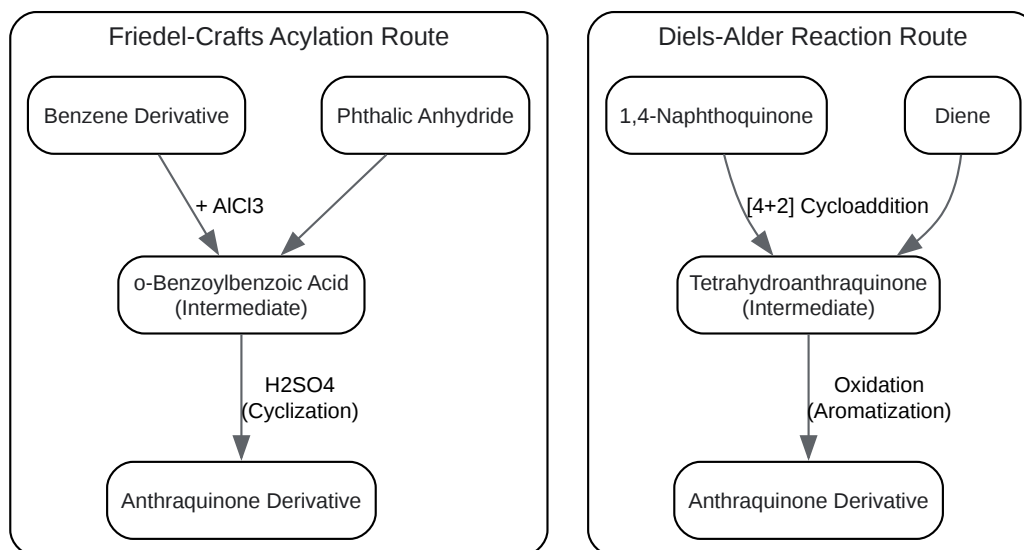 Friedel-Crafts Acylation Route
Benzene Derivative
Phthalic Anhydride
+ AlCl3
o-Benzoylbenzoic Acid
(Intermediate)
H2SO4
(Cyclization)
Anthraquinone Derivative
Diels-Alder Reaction Route
1,4-Naphthoquinone
Diene
[4+2] Cycloaddition
Tetrahydroanthraquinone
(Intermediate)
Oxidation
(Aromatization)
Anthraquinone Derivative